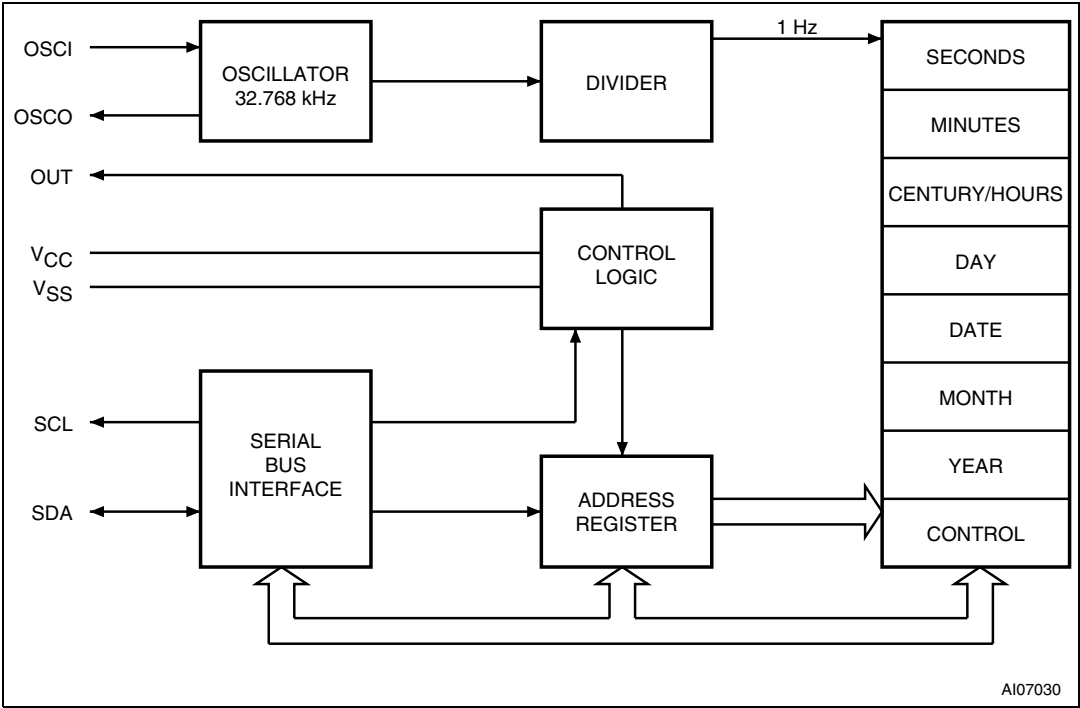 1 Hz
OSCI
OSCILLATOR
32.768 kHz
DIVIDER
SECONDS
OSCO
MINUTES
OUT
CENTURY/HOURS
VCC
CONTROL
LOGIC
DAY
VSS
DATE
MONTH
SCL
SERIAL
BUS
INTERFACE
YEAR
SDA
ADDRESS
REGISTER
CONTROL
AI07030